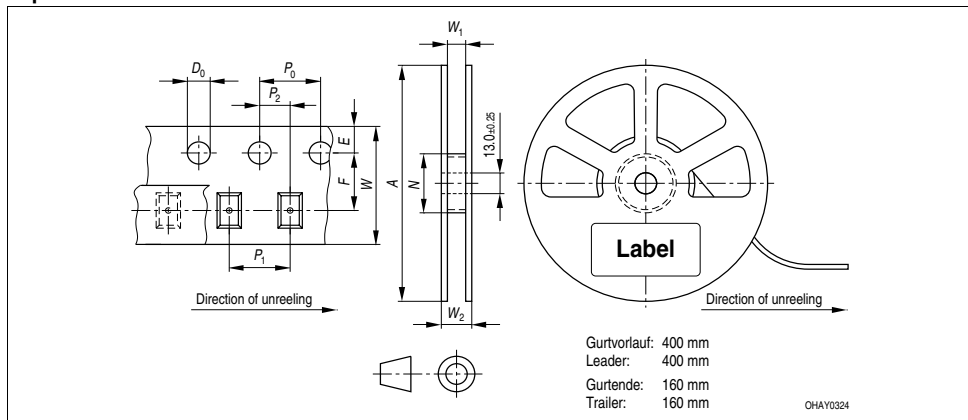 W₁
D₀
P₀
P₂
E
13.0±0.25
F
W
A
N
P₁
Label
Direction of unreeling
Direction of unreeling
W₂
Gurtvorlauf: 400 mm
Leader: 400 mm
Gurtende: 160 mm
Trailer: 160 mm
OHAY0324